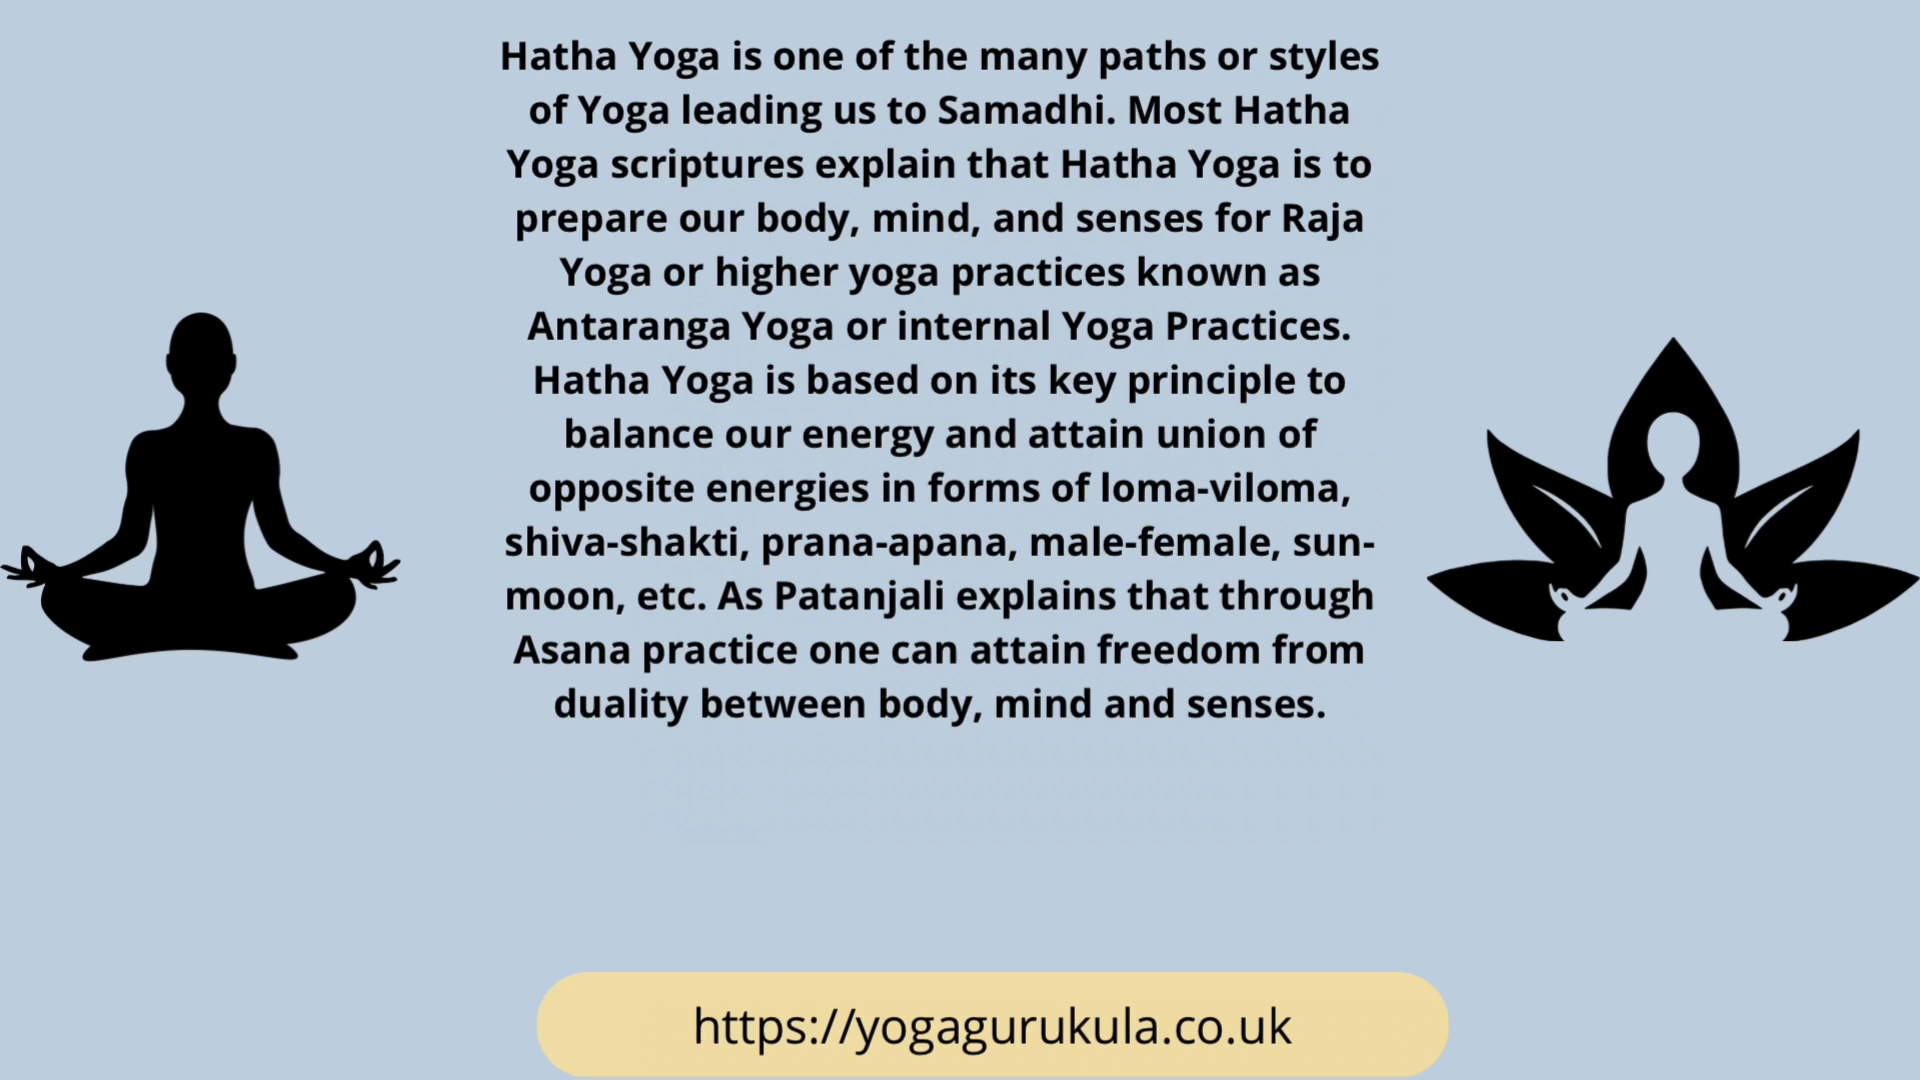 Hatha Yoga is one of the many paths or styles
of Yoga leading us to Samadhi. Most Hatha
Yoga scriptures explain that Hatha Yoga is to
prepare our body, mind, and senses for Raja
Yoga or higher yoga practices known as
Antaranga Yoga or internal Yoga Practices.
Hatha Yoga is based on its key principle to
balance our energy and attain union of
opposite energies in forms of loma-viloma,
shiva-shakti, prana-apana, male-female, sun-
moon, etc. As Patanjali explains that through
Asana practice one can attain freedom from
duality between body, mind and senses.
https://yogagurukula.co.uk